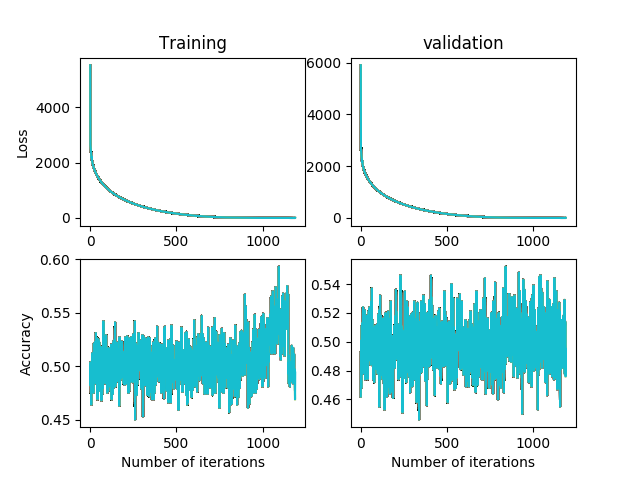 Training validation
6000
4000 4000
2000 2000
0 0
Loss
0 500 1000 0 500 1000
0.60
0.55 0.54
0.52
0.50 0.50
0.48
0.45 0.46
Accuracy
0 500 1000 0 500 1000
Number of iterations Number of iterations